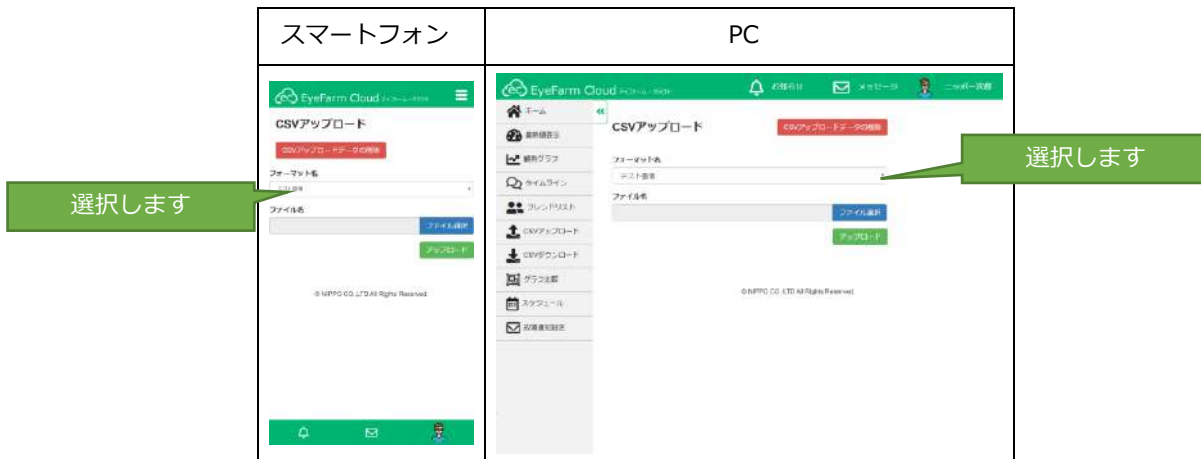 スマートフォン
PC
EyeFarm Cloud
CSVアップロード
CSVアップロードデータの削除
フォーマット名
ファイル名
ファイル選択
アップロード
© NIPPO CO.,LTD All Rights Reserved.
選択します
EyeFarm Cloud
お知らせ
メッセージ
ホーム
最新値表示
タイムライン
フレンドリスト
CSVアップロード
CSVダウンロード
グラフ比較
スケジュール
CSVアップロード
CSVアップロードデータの削除
フォーマット名
ファイル名
ファイル選択
アップロード
© NIPPO CO.,LTD All Rights Reserved.
選択します